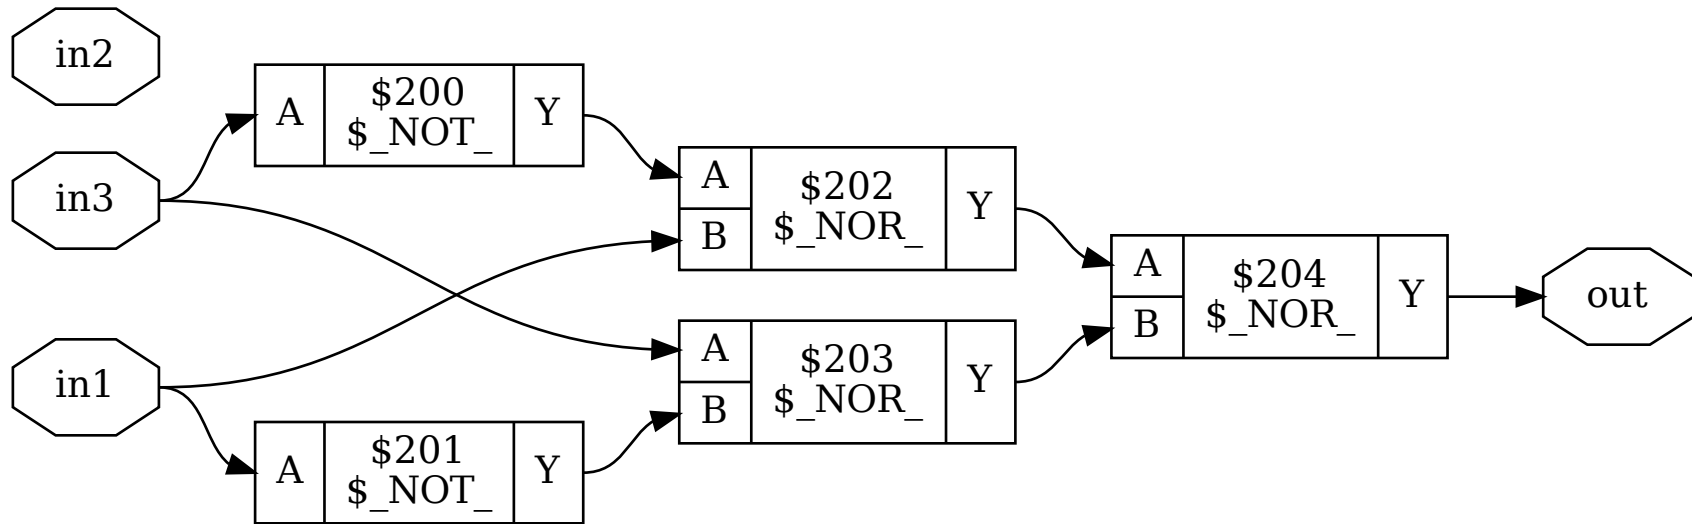 in2
in3
in1
A
$200
$_NOT_
Y
A
$201
$_NOT_
Y
A
B
$202
$_NOR_
Y
A
B
$203
$_NOR_
Y
A
B
$204
$_NOR_
Y
out